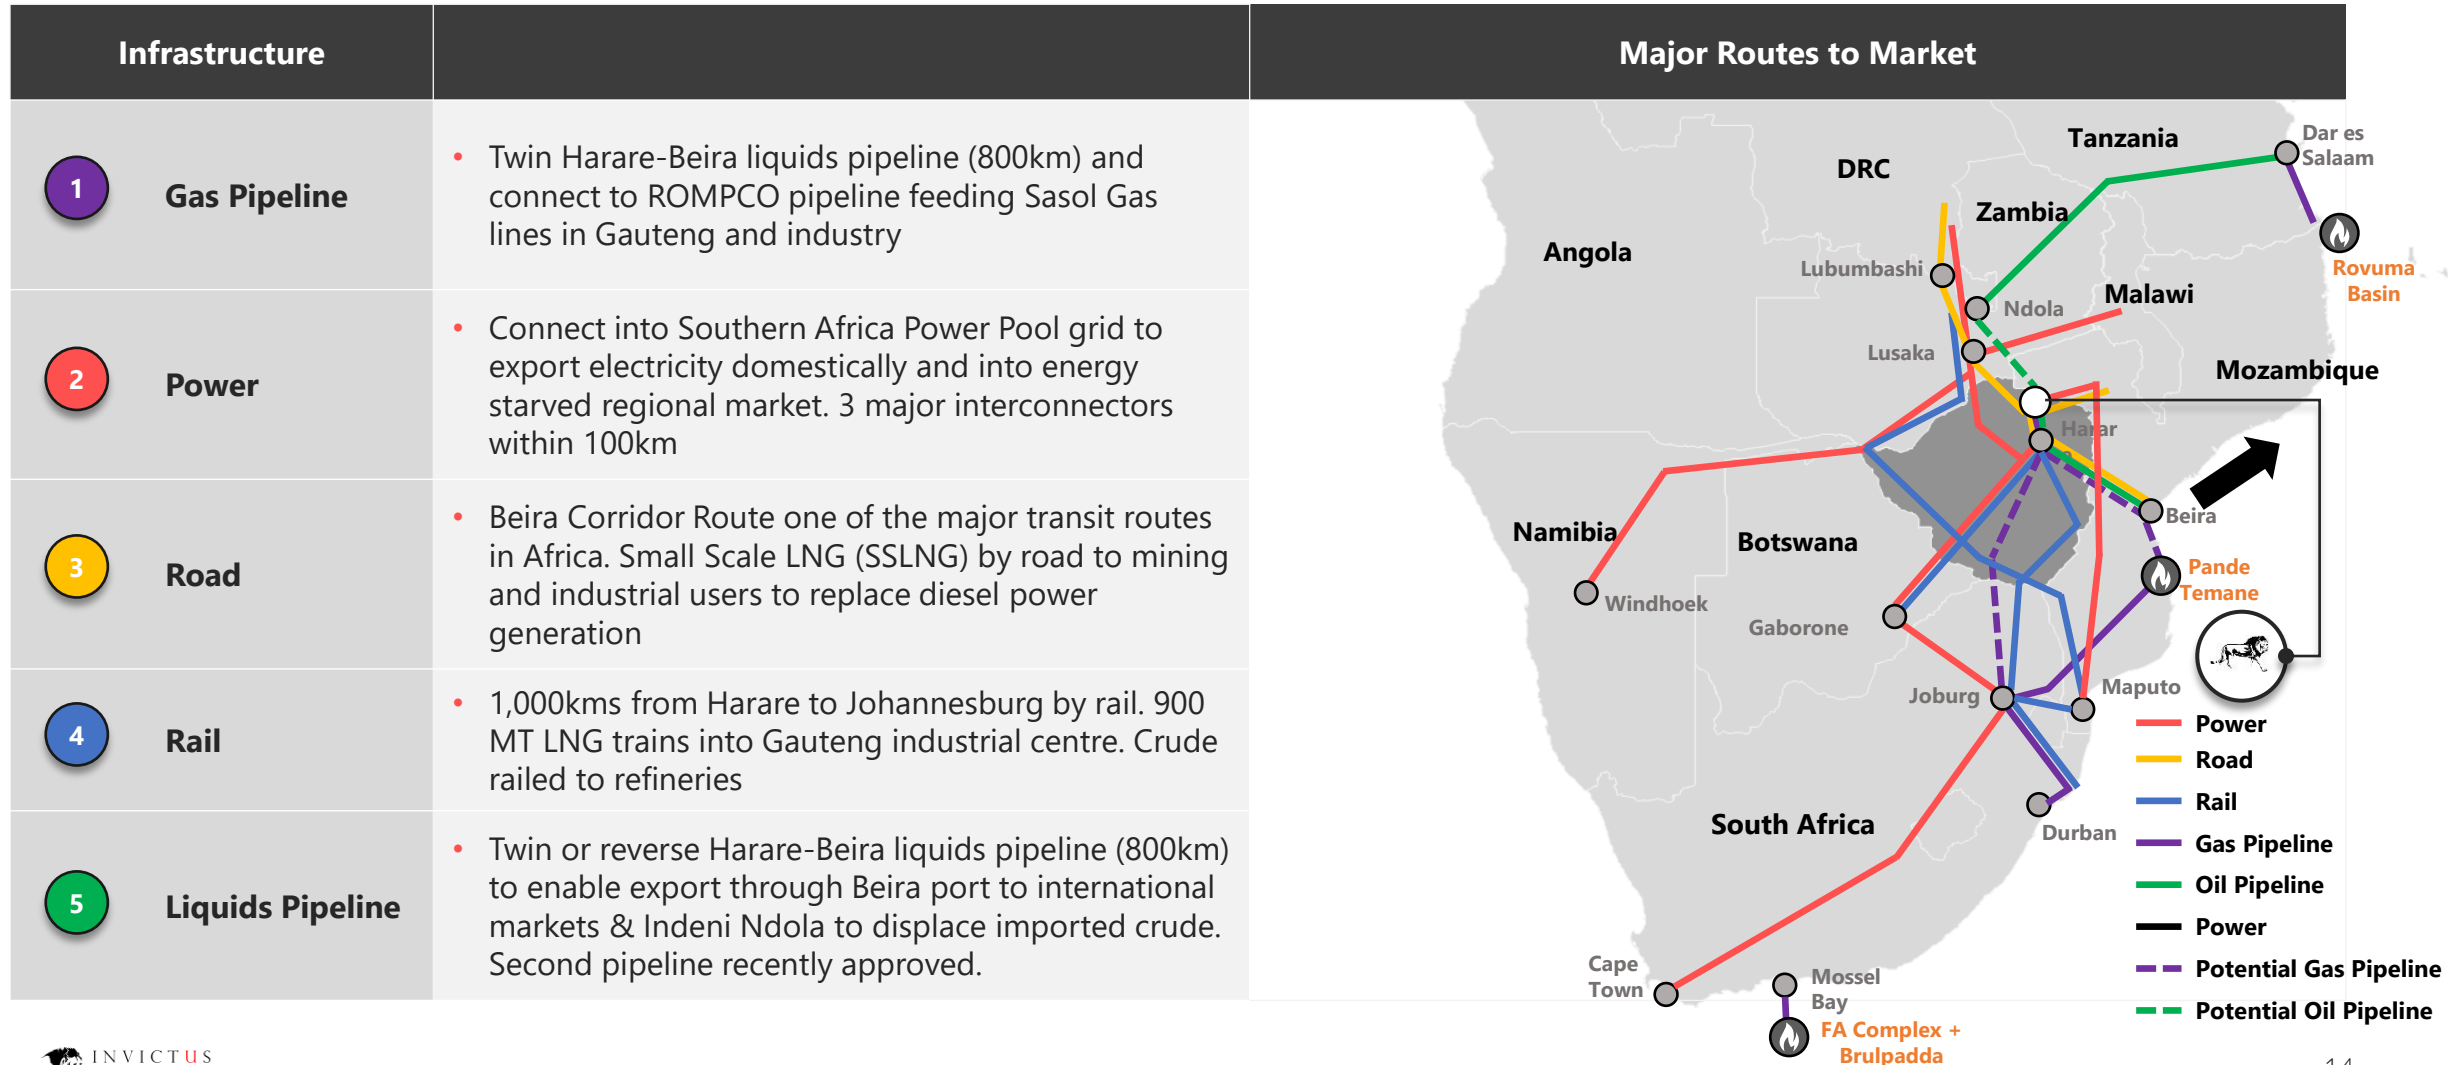 Infrastructure
Major Routes to Market
1
Gas Pipeline
• Twin Harare-Beira liquids pipeline (800km) and
connect to ROMPCO pipeline feeding Sasol Gas
lines in Gauteng and industry
2
Power
• Connect into Southern Africa Power Pool grid to
export electricity domestically and into energy
starved regional market. 3 major interconnectors
within 100km
3
Road
• Beira Corridor Route one of the major transit routes
in Africa. Small Scale LNG (SSLNG) by road to mining
and industrial users to replace diesel power
generation
4
Rail
• 1,000kms from Harare to Johannesburg by rail. 900
MT LNG trains into Gauteng industrial centre. Crude
railed to refineries
5
Liquids Pipeline
• Twin or reverse Harare-Beira liquids pipeline (800km)
to enable export through Beira port to international
markets & Indeni Ndola to displace imported crude.
Second pipeline recently approved.
Dar es
Salaam
Tanzania
DRC
Zambia
Angola
Lubumbashi
Rovuma
Basin
Malawi
Ndola
Lusaka
Mozambique
Harar
e
Beira
Namibia
Botswana
Pande
Temane
Windhoek
Gaborone
Joburg
Maputo
South Africa
Durban
Cape
Town
Mossel
Bay
FA Complex +
Brulpadda
Power
Road
Rail
Gas Pipeline
Oil Pipeline
Power
Potential Gas Pipeline
Potential Oil Pipeline
INVICTUS
14